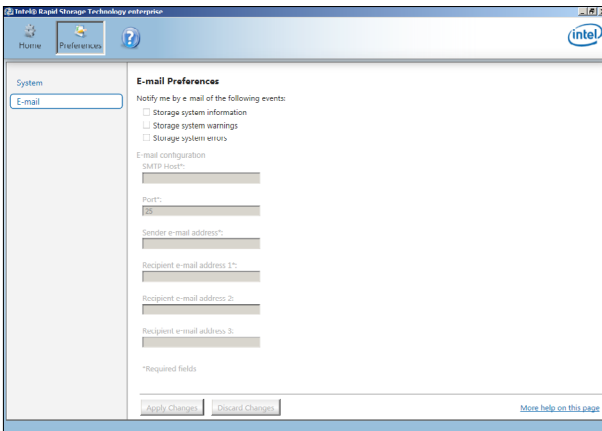 Intel® Rapid Storage Technology enterprise
Home
Preferences
?
intel
System
E-mail
E-mail Preferences
Notify me by e-mail of the following events:
Storage system information
Storage system warnings
Storage system errors
E-mail configuration
SMTP Host*:
Port*:
25
Sender e-mail address*:
Recipient e-mail address 1*:
Recipient e-mail address 2:
Recipient e-mail address 3:
*Required fields
Apply Changes
Discard Changes
More help on this page